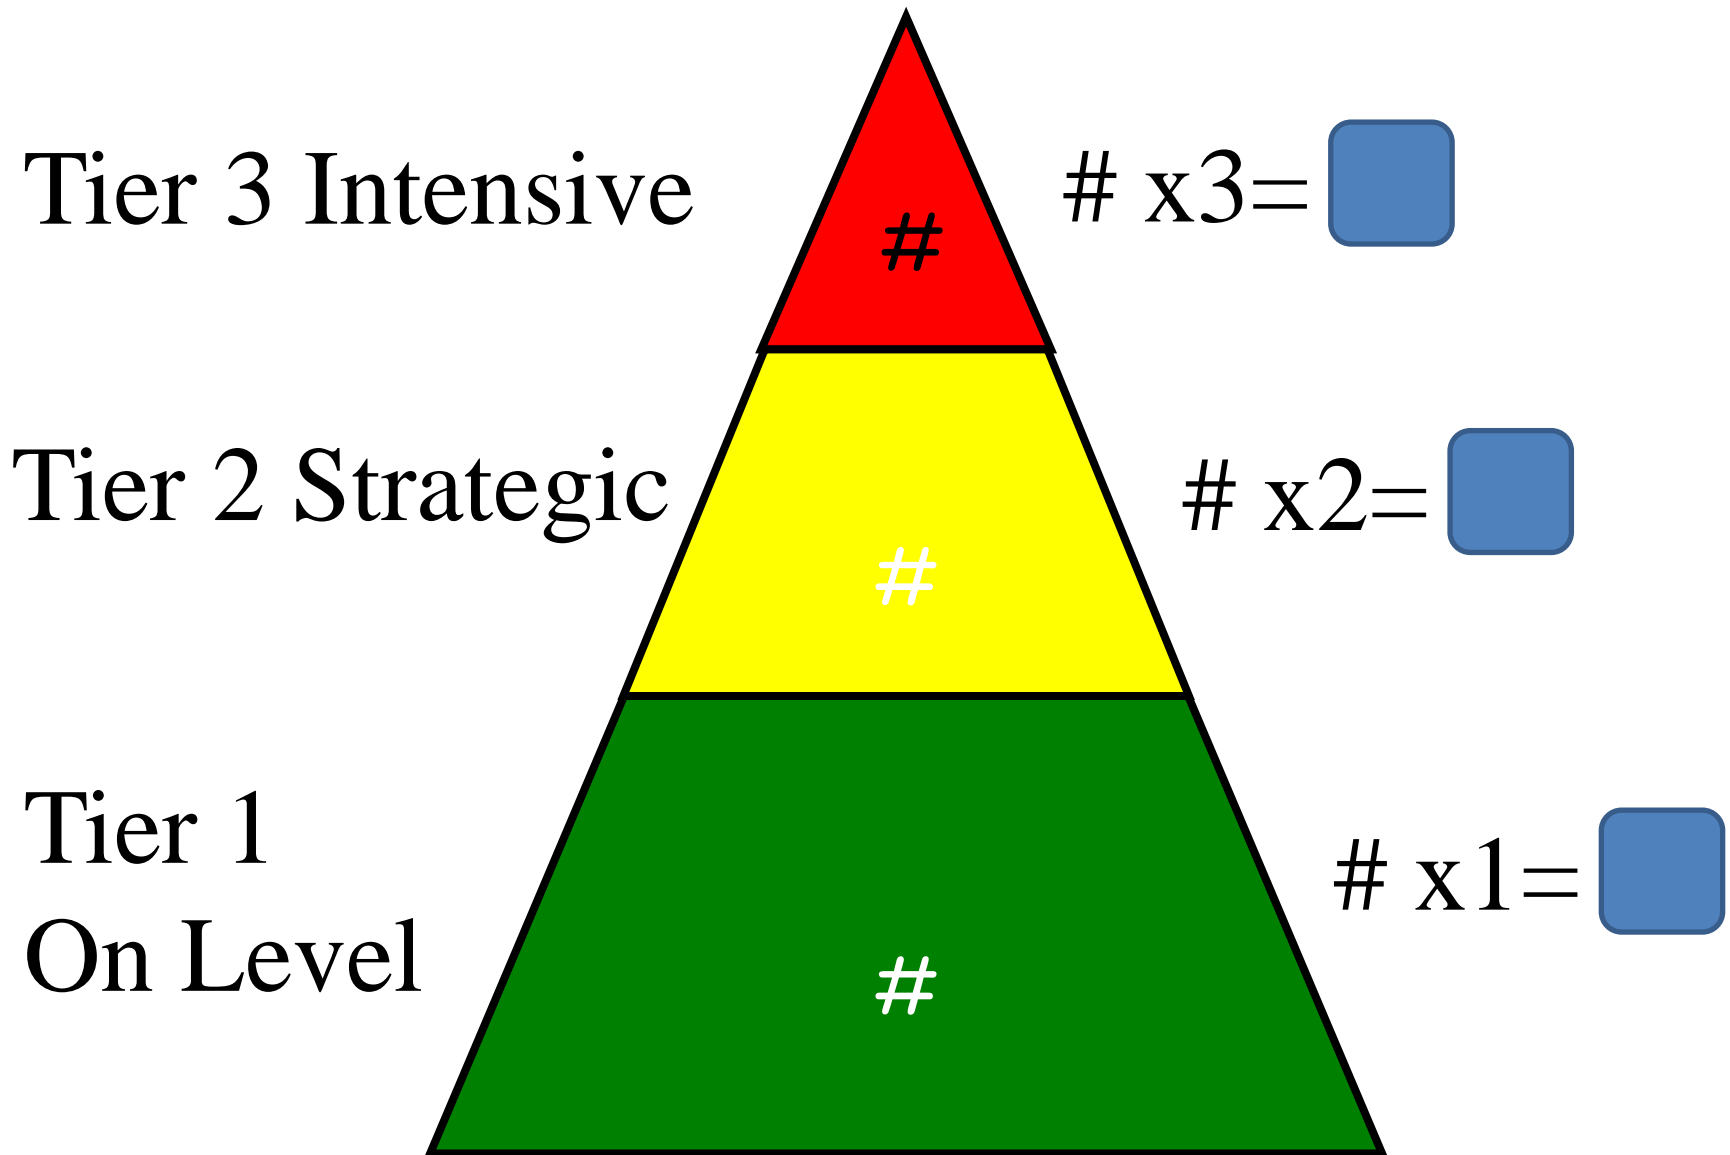 Tier 3 Intensive
#
# x3=
Tier 2 Strategic
#
# x2=
Tier 1
On Level
#
# x1=